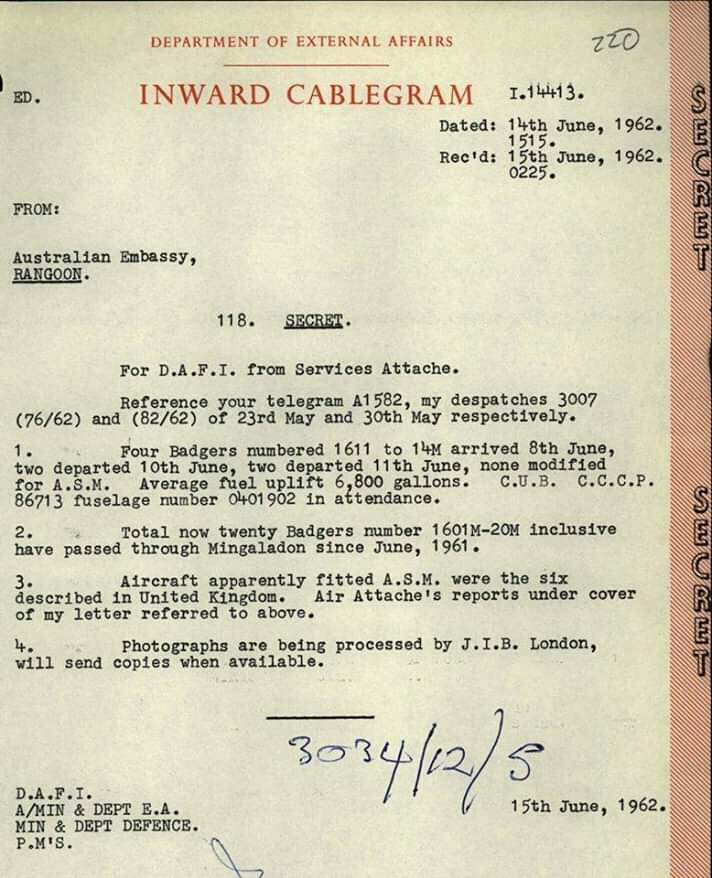 DEPARTMENT OF EXTERNAL AFFAIRS
220
ED.
INWARD CABLEGRAM
I.14413.
Dated: 14th June, 1962.
1515.
Rec'd: 15th June, 1962.
0225.
FROM:
Australian Embassy,
RANGOON.
118. SECRET.
For D.A.F.I. from Services Attache.
Reference your telegram A1582, my despatches 3007
(76/62) and (82/62) of 23rd May and 30th May respectively.
1. Four Badgers numbered 1611 to 14M arrived 8th June,
two departed 10th June, two departed 11th June, none modified
for A.S.M. Average fuel uplift 6,800 gallons. C.U.B. C.C.C.P.
86713 fuselage number 0401902 in attendance.
2. Total now twenty Badgers number 1601M-20M inclusive
have passed through Mingaladon since June, 1961.
3. Aircraft apparently fitted A.S.M. were the six
described in United Kingdom. Air Attache's reports under cover
of my letter referred to above.
4. Photographs are being processed by J.I.B. London,
will send copies when available.
3034/12/5
D.A.F.I.
A/MIN & DEPT E.A.
MIN & DEPT DEFENCE.
P.M'S.
15th June, 1962.
SECRET
SECRET